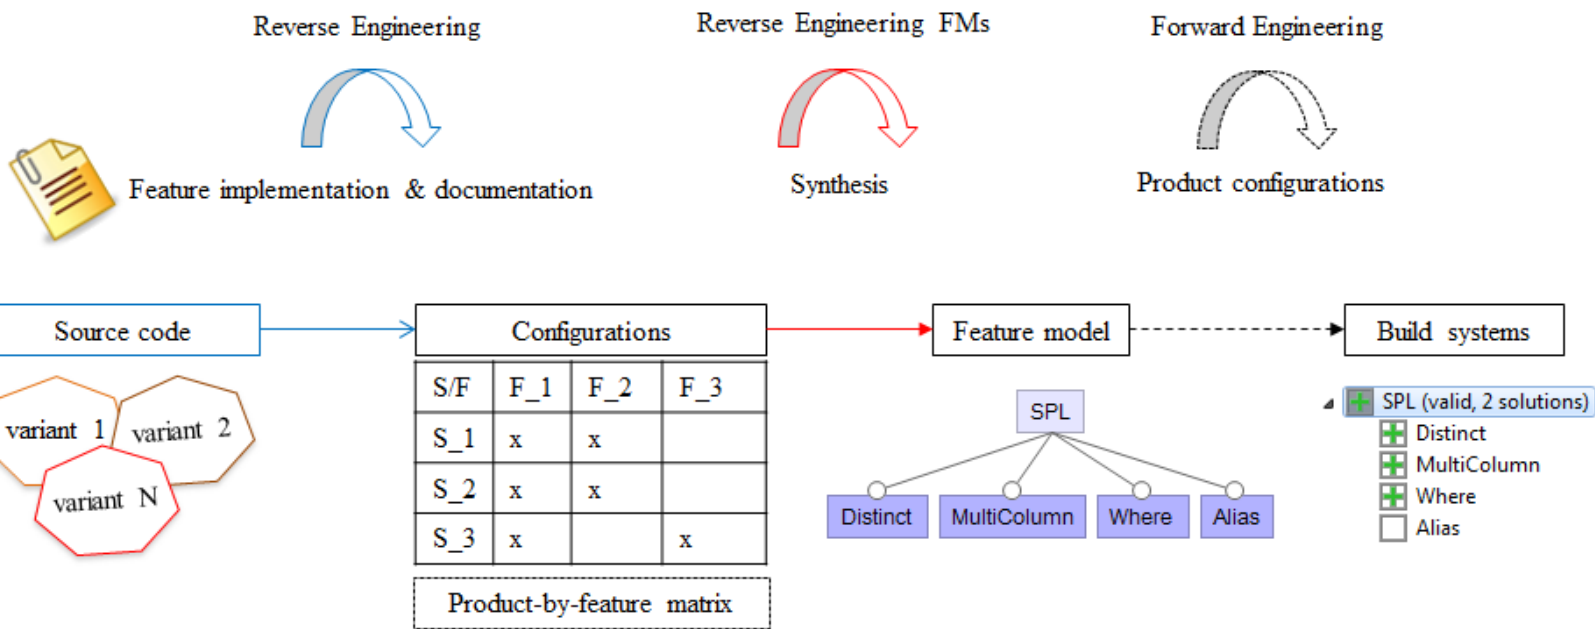 Reverse Engineering
Reverse Engineering FMs
Forward Engineering
Feature implementation & documentation
Synthesis
Product configurations
Source code
Configurations
Feature model
Build systems
variant 1
variant 2
variant N
S/F F_1 F_2 F_3
S_1 x x
S_2 x x
S_3 x x
Product-by-feature matrix
SPL
Distinct MultiColumn Where Alias
SPL (valid, 2 solutions)
Distinct
MultiColumn
Where
Alias